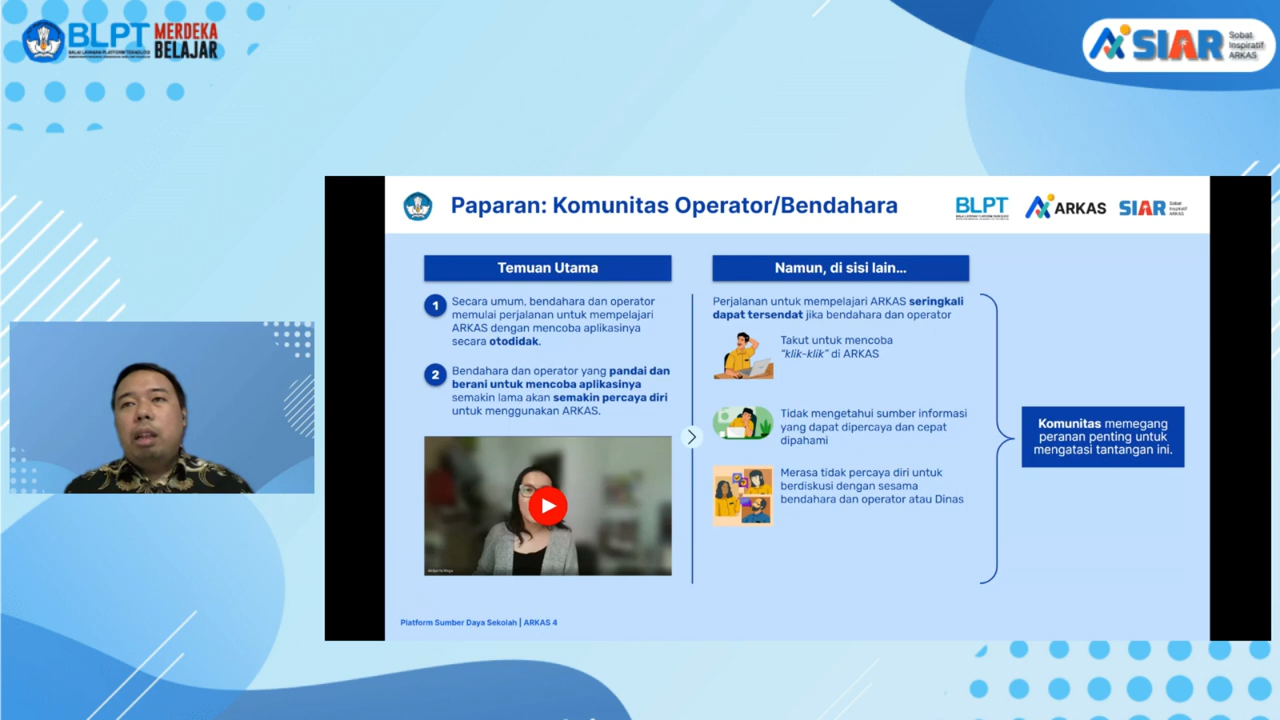 BLPT MERDEKA
BALAI LAYANAN PLATFORM TEKNOLOGI BELAJAR
SIAR Sobat
Inspiratif
ARKAS
Paparan: Komunitas Operator/Bendahara
BLPT ARKAS SIAR Sobat
Inspiratif
ARKAS
Temuan Utama
1 Secara umum, bendahara dan operator
memulai perjalanan untuk mempelajari
ARKAS dengan mencoba aplikasinya
secara otodidak.
2 Bendahara dan operator yang pandai dan
berani untuk mencoba aplikasinya
semakin lama akan semakin percaya diri
untuk menggunakan ARKAS.
Namun, di sisi lain...
Perjalanan untuk mempelajari ARKAS seringkali
dapat tersendat jika bendahara dan operator
Takut untuk mencoba
“klik-klik” di ARKAS
Tidak mengetahui sumber informasi
yang dapat dipercaya dan cepat
dipahami
Merasa tidak percaya diri untuk
berdiskusi dengan sesama
bendahara dan operator atau Dinas
Komunitas memegang
peranan penting untuk
mengatasi tantangan ini.
Platform Sumber Daya Sekolah | ARKAS 4